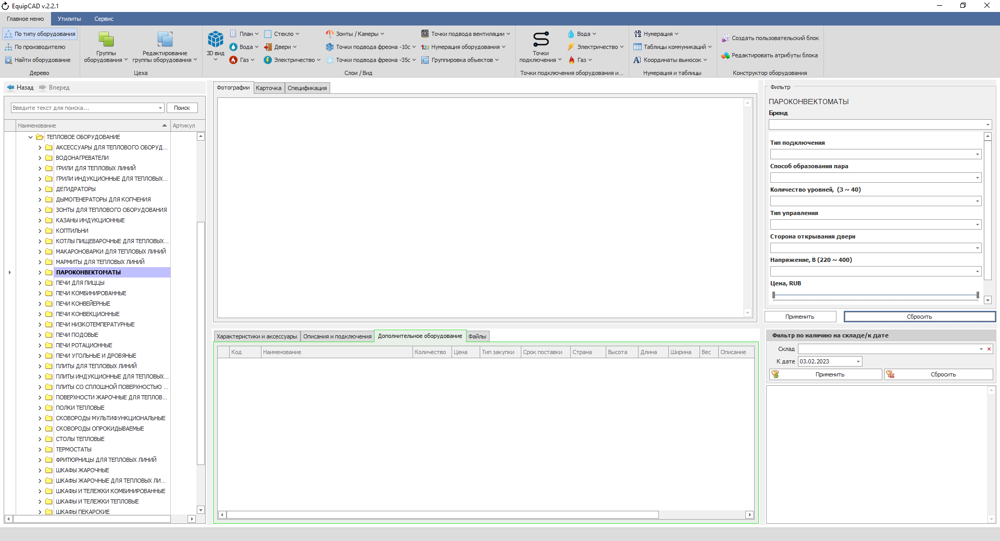 EquipCAD v.2.2.1
Главное меню Утилиты Сервис
По типу оборудования
По производителю
Найти оборудование
Дерево
Группы
оборудования
Редактирование
группы оборудования
Цеха
3D вид
План
Вода
Газ
Стекло
Двери
Электричество
Зонты / Камеры
Точки подвода фреона -10с
Точки подвода фреона -35с
Точки подвода вентиляции
Нумерация оборудования
Группировка объектов
Слои / Вид
Точки
подключения
Вода
Электричество
Газ
Точки подключения оборудования и...
Нумерация
Таблицы коммуникаций
Координаты выносок
Нумерация и таблицы
Создать пользовательский блок
Редактировать атрибуты блока
Конструктор оборудования
Назад Вперед
Введите текст для поиска... Поиск
Наименование Артикул
ТЕПЛОВОЕ ОБОРУДОВАНИЕ
АКСЕССУАРЫ ДЛЯ ТЕПЛОВОГО ОБОРУД...
ВОДОНАГРЕВАТЕЛИ
ГРИЛИ ДЛЯ ТЕПЛОВЫХ ЛИНИЙ
ГРИЛИ ИНДУКЦИОННЫЕ ДЛЯ ТЕПЛОВЫХ...
ДЕГИДРАТОРЫ
ДЫМОГЕНЕРАТОРЫ ДЛЯ КОПЧЕНИЯ
ЗОНТЫ ДЛЯ ТЕПЛОВОГО ОБОРУДОВАНИЯ
КАЗАНЫ ИНДУКЦИОННЫЕ
КОПТИЛЬНИ
КОТЛЫ ПИЩЕВАРОЧНЫЕ ДЛЯ ТЕПЛОВЫХ...
МАКАРОНОВАРКИ ДЛЯ ТЕПЛОВЫХ ЛИНИЙ
МАРМИТЫ ДЛЯ ТЕПЛОВЫХ ЛИНИЙ
ПАРОКОНВЕКТОМАТЫ
ПЕЧИ ДЛЯ ПИЦЦЫ
ПЕЧИ КОМБИНИРОВАННЫЕ
ПЕЧИ КОНВЕЙЕРНЫЕ
ПЕЧИ КОНВЕКЦИОННЫЕ
ПЕЧИ НИЗКОТЕМПЕРАТУРНЫЕ
ПЕЧИ ПОДОВЫЕ
ПЕЧИ РОТАЦИОННЫЕ
ПЕЧИ УГОЛЬНЫЕ И ДРОВЯНЫЕ
ПЛИТЫ ДЛЯ ТЕПЛОВЫХ ЛИНИЙ
ПЛИТЫ ИНДУКЦИОННЫЕ ДЛЯ ТЕПЛОВЫХ...
ПЛИТЫ СО СПЛОШНОЙ ПОВЕРХНОСТЬЮ ...
ПОВЕРХНОСТИ ЖАРОЧНЫЕ ДЛЯ ТЕПЛОВ...
ПОЛКИ ТЕПЛОВЫЕ
СКОВОРОДЫ МУЛЬТИФУНКЦИОНАЛЬНЫЕ
СКОВОРОДЫ ОПРОКИДЫВАЕМЫЕ
СТОЛЫ ТЕПЛОВЫЕ
ТЕРМОСТАТЫ
ФРИТЮРНИЦЫ ДЛЯ ТЕПЛОВЫХ ЛИНИЙ
ШКАФЫ ЖАРОЧНЫЕ
ШКАФЫ ЖАРОЧНЫЕ ДЛЯ ТЕПЛОВЫХ ЛИ...
ШКАФЫ И ТЕЛЕЖКИ КОМБИНИРОВАННЫЕ
ШКАФЫ И ТЕЛЕЖКИ ТЕПЛОВЫЕ
ШКАФЫ ПЕКАРСКИЕ
Фотографии Карточка Спецификация
Характеристики и аксессуары Описания и подключения Дополнительное оборудование Файлы
Код Наименование Количество Цена Тип закупки Срок поставки Страна Высота Длина Ширина Вес Описание
Фильтр
ПАРОКОНВЕКТОМАТЫ
Бренд
Тип подключения
Способ образования пара
Количество уровней, (3 ~ 40)
Тип управления
Сторона открывания двери
Напряжение, В (220 ~ 400)
Цена, RUB
Применить Сбросить
Фильтр по наличию на складе/к дате
Склад
К дате 03.02.2023
Применить Сбросить